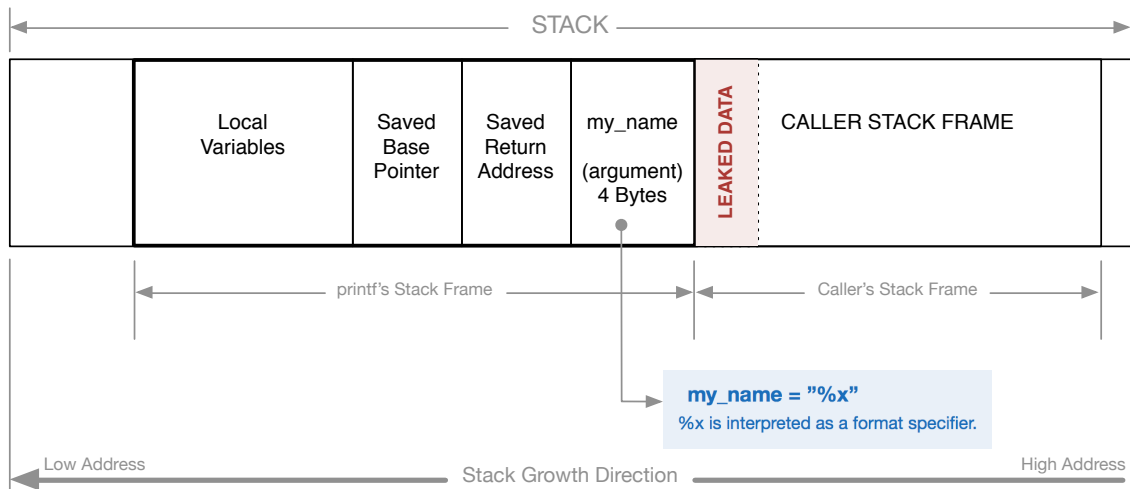 STACK
Local
Variables
Saved
Base
Pointer
Saved
Return
Address
my_name
(argument)
4 Bytes
LEAKED DATA
CALLER STACK FRAME
printf's Stack Frame
Caller's Stack Frame
my_name = ”%x”
%x is interpreted as a format specifier.
Low Address
Stack Growth Direction
High Address